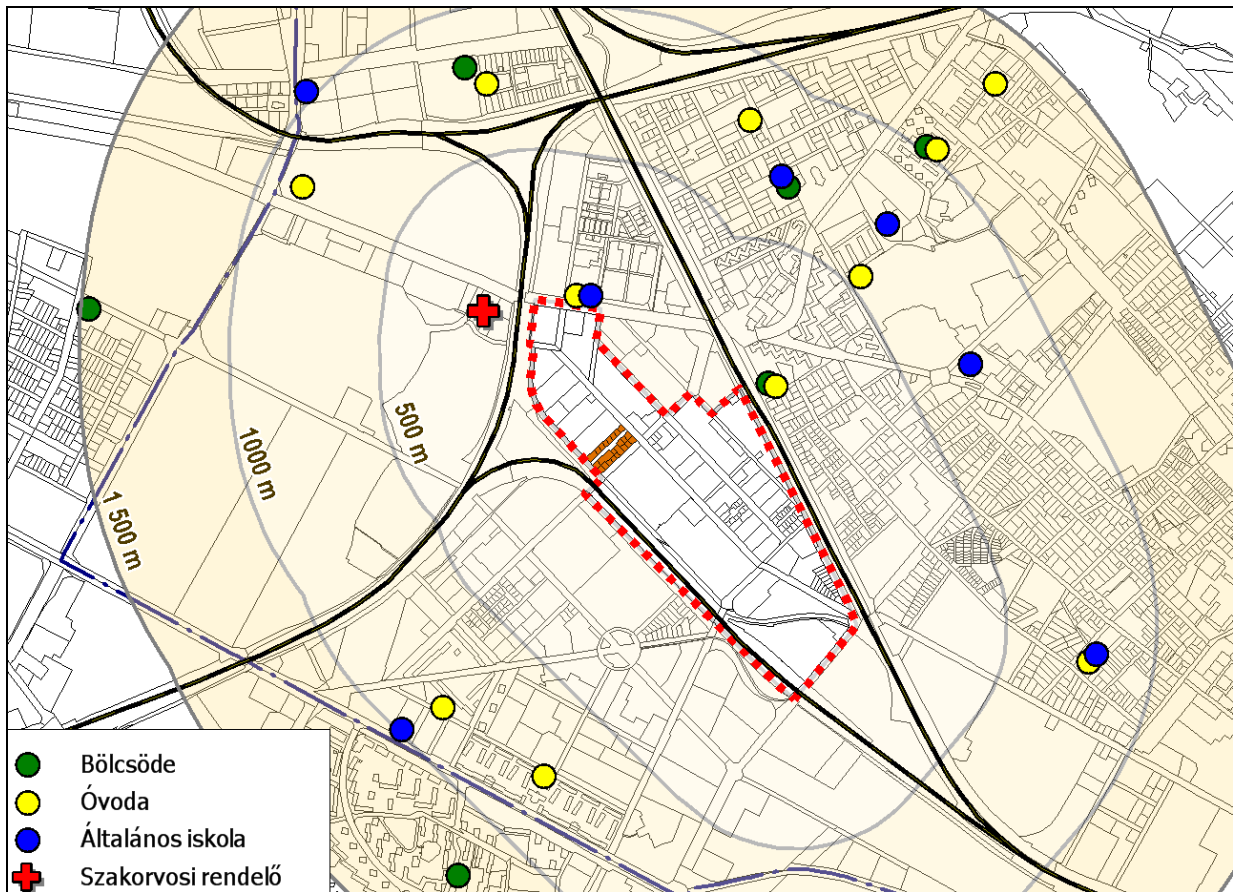 500 m
1000 m
1 500 m
Bölcsöde
Óvoda
Általános iskola
Szakorvosi rendelő